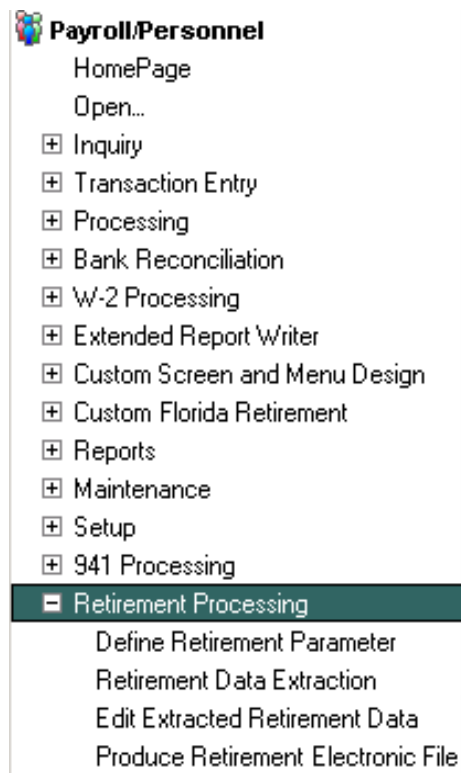 Payroll/Personnel
HomePage
Open...
Inquiry
Transaction Entry
Processing
Bank Reconciliation
W-2 Processing
Extended Report Writer
Custom Screen and Menu Design
Custom Florida Retirement
Reports
Maintenance
Setup
941 Processing
Retirement Processing
Define Retirement Parameter
Retirement Data Extraction
Edit Extracted Retirement Data
Produce Retirement Electronic File